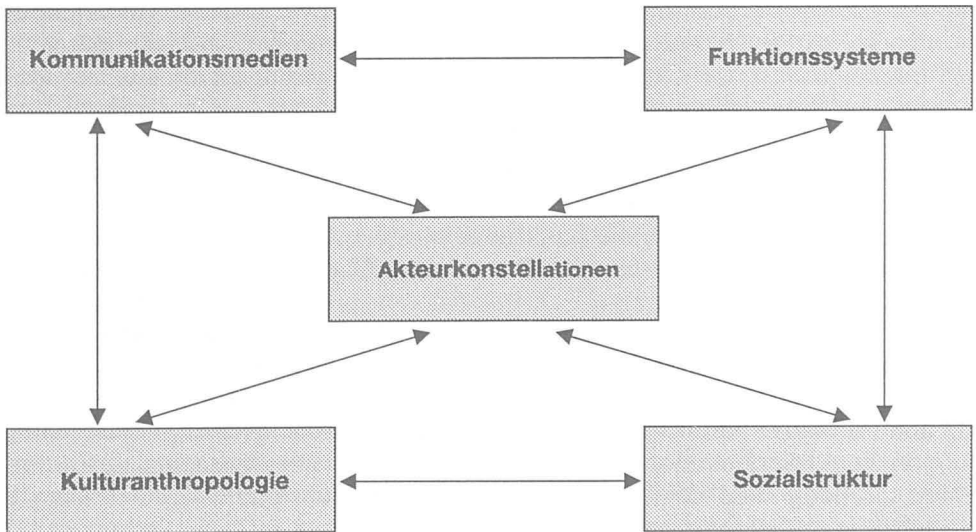 Kommunikationsmedien
Funktionssysteme
Akteurkonstellationen
Kulturanthropologie
Sozialstruktur